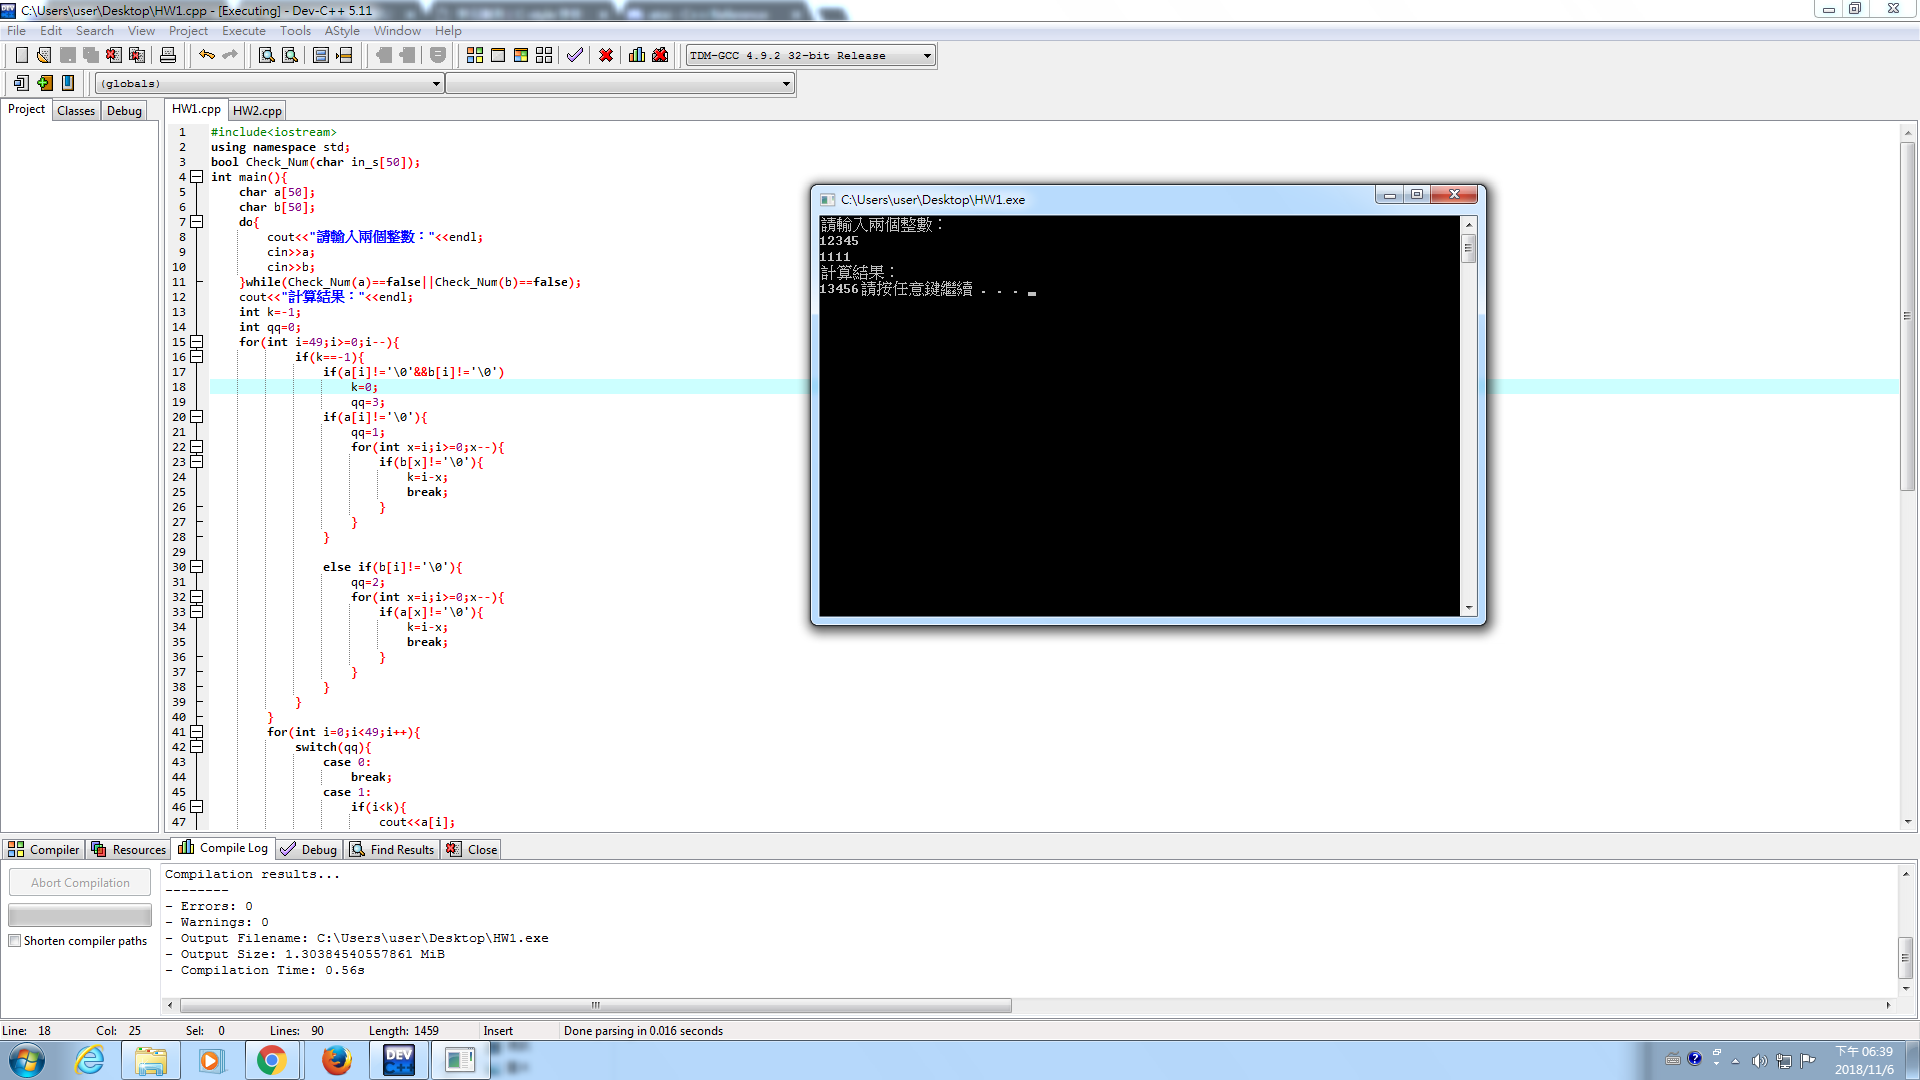 C:\Users\user\Desktop\HW1.cpp - [Executing] - Dev-C++ 5.11
File Edit Search View Project Execute Tools AStyle Window Help
TDM-GCC 4.9.2 32-bit Release
(globals)
Project Classes Debug
HW1.cpp HW2.cpp
1 #include<iostream>
2 using namespace std;
3 bool Check_Num(char in_s[50]);
4 int main(){
5 char a[50];
6 char b[50];
7 do{
8 cout<<"請輸入兩個整數："<<endl;
9 cin>>a;
10 cin>>b;
11 }while(Check_Num(a)==false||Check_Num(b)==false);
12 cout<<"計算結果："<<endl;
13 int k=-1;
14 int qq=0;
15 for(int i=49;i>=0;i--){
16 if(k==-1){
17 if(a[i]!='\0'&&b[i]!='\0')
18 k=0;
19 qq=3;
20 if(a[i]!='\0'){
21 qq=1;
22 for(int x=i;i>=0;x--){
23 if(b[x]!='\0'){
24 k=i-x;
25 break;
26 }
27 }
28 }
29
30 else if(b[i]!='\0'){
31 qq=2;
32 for(int x=i;i>=0;x--){
33 if(a[x]!='\0'){
34 k=i-x;
35 break;
36 }
37 }
38 }
39 }
40 }
41 for(int i=0;i<49;i++){
42 switch(qq){
43 case 0:
44 break;
45 case 1:
46 if(i<k){
47 cout<<a[i];
C:\Users\user\Desktop\HW1.exe
請輸入兩個整數：
12345
1111
計算結果：
13456請按任意鍵繼續 . . .
Compiler Resources Compile Log Debug Find Results Close
Abort Compilation
Shorten compiler paths
Compilation results...
--------
- Errors: 0
- Warnings: 0
- Output Filename: C:\Users\user\Desktop\HW1.exe
- Output Size: 1.30384540557861 MiB
- Compilation Time: 0.56s
Line: 18 Col: 25 Sel: 0 Lines: 90 Length: 1459 Insert Done parsing in 0.016 seconds
DEV C++
下午 06:39
2018/11/6